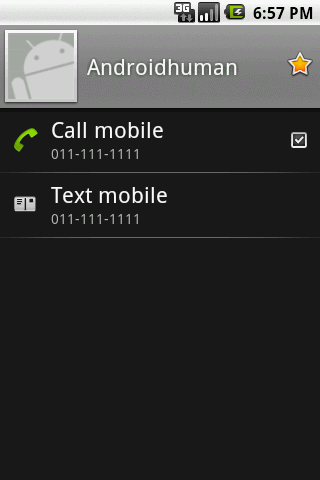 3G 6:57 PM
Androidhuman
Call mobile
011-111-1111
Text mobile
011-111-1111